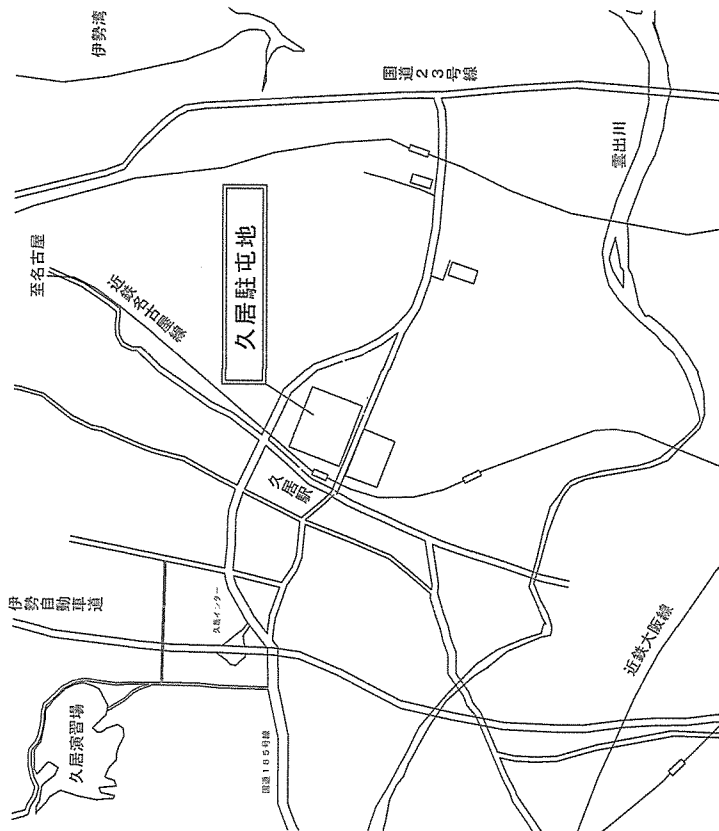 伊勢湾
国道23号線
雲出川
至名古屋
近鉄名古屋線
久居駐屯地
久居駅
伊勢自動車道
久居インター
久居演習場
国道165号線
近鉄大阪線